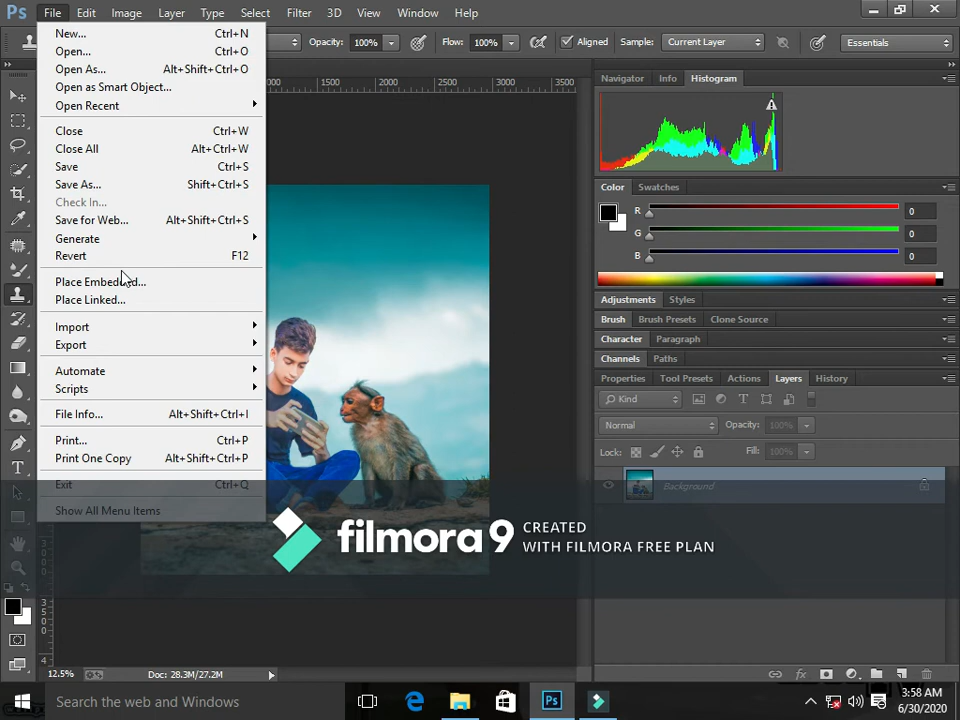 Ps File Edit Image Layer Type Select Filter 3D View Window Help
Opacity: 100% Flow: 100% Aligned Sample: Current Layer Essentials
New... Ctrl+N
Open... Ctrl+O
Open As... Alt+Shift+Ctrl+O
Open as Smart Object...
Open Recent
Close Ctrl+W
Close All Alt+Ctrl+W
Save Ctrl+S
Save As... Shift+Ctrl+S
Check In...
Save for Web... Alt+Shift+Ctrl+S
Generate
Revert F12
Place Embedded...
Place Linked...
Import
Export
Automate
Scripts
File Info... Alt+Shift+Ctrl+I
Print... Ctrl+P
Print One Copy Alt+Shift+Ctrl+P
Exit Ctrl+Q
Show All Menu Items
1500 2000 2500 3000 3500
Navigator Info Histogram
Color Swatches
R 0
G 0
B 0
Adjustments Styles
Brush Brush Presets Clone Source
Character Paragraph
Channels Paths
Properties Tool Presets Actions Layers History
Kind
Normal Opacity: 100%
Lock: Fill: 100%
Background
filmora9 CREATED
WITH FILMORA FREE PLAN
12.5% Doc: 28.3M/27.2M
Search the web and Windows
Ps
3:58 AM
6/30/2020